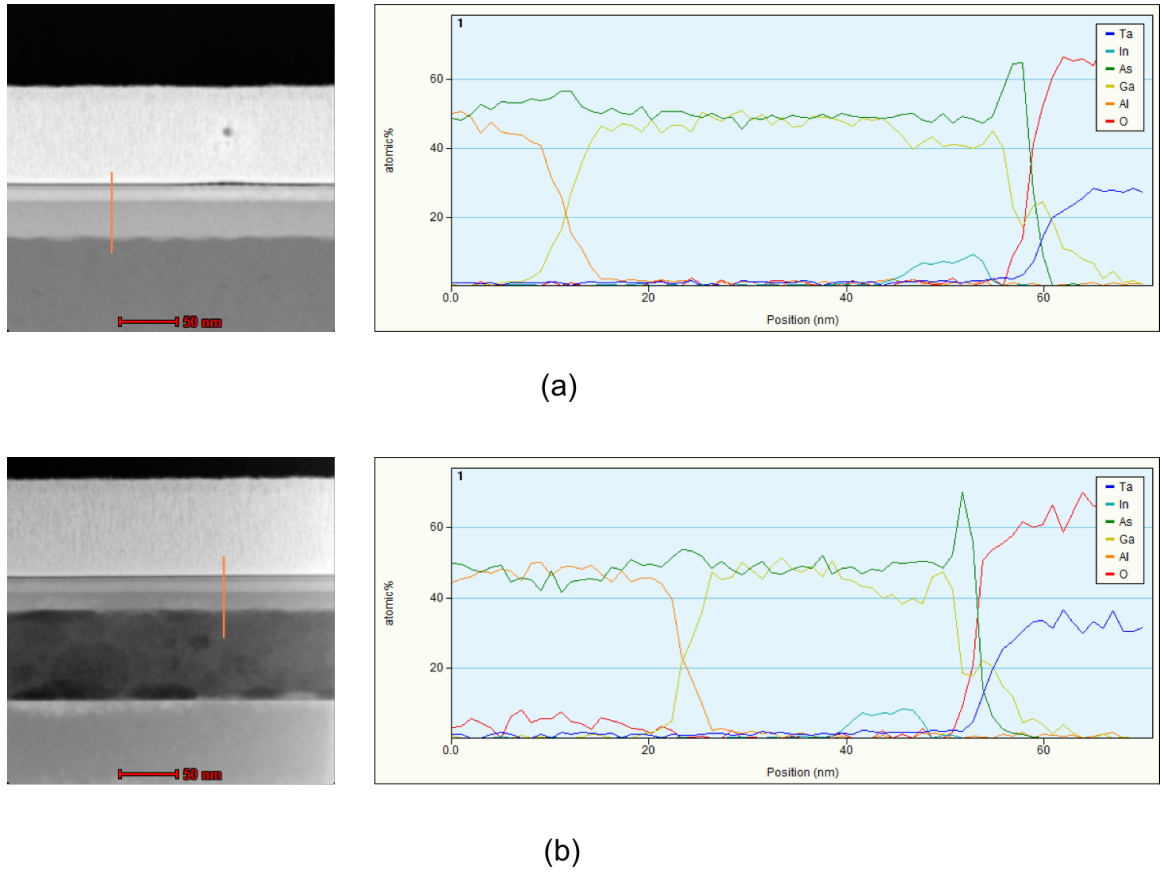 50 nm
1
Ta
In
As
Ga
Al
O
atomic%
60
40
20
0.0
20
40
60
Position (nm)
(a)
50 nm
1
Ta
In
As
Ga
Al
O
atomic%
60
40
20
0.0
20
40
60
Position (nm)
(b)